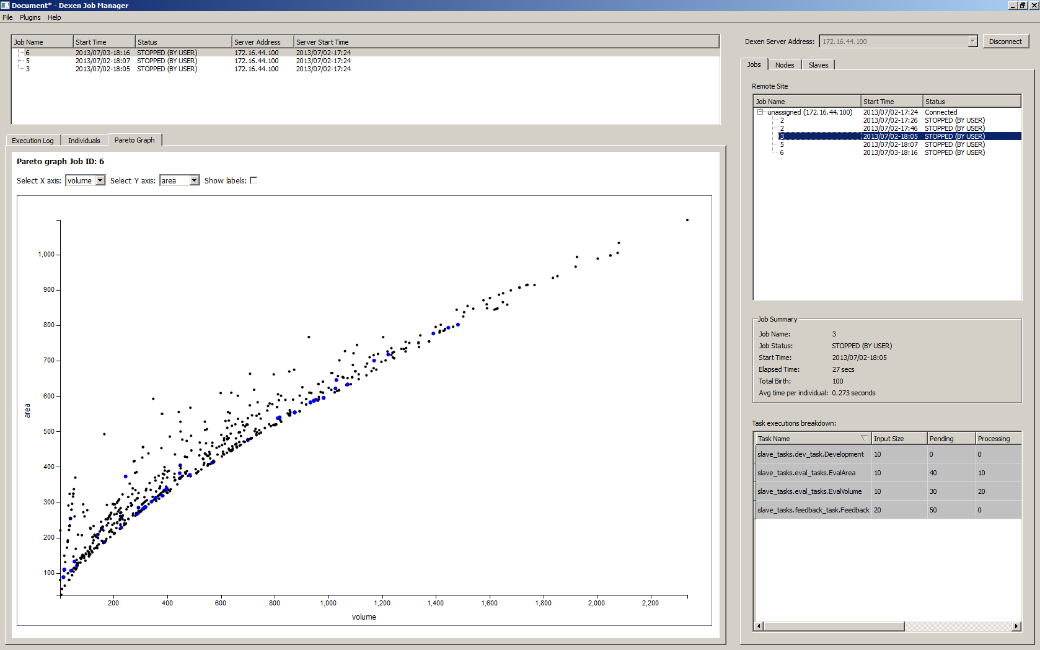 Document* - Dexen Job Manager
File Plugins Help
Job Name Start Time Status Server Address Server Start Time
6 2013/07/03-18:16 STOPPED (BY USER) 172.16.44.100 2013/07/02-17:24
5 2013/07/02-18:07 STOPPED (BY USER) 172.16.44.100 2013/07/02-17:24
3 2013/07/02-18:05 STOPPED (BY USER) 172.16.44.100 2013/07/02-17:24
Execution Log Individuals Pareto Graph
Pareto graph Job ID: 6
Select X axis: volume Select Y axis: area Show labels:
1,000
900
800
700
600
500
400
300
200
100
area
200 400 600 800 1,000 1,200 1,400 1,600 1,800 2,000 2,200
volume
Dexen Server Address: 172.16.44.100 Disconnect
Jobs Nodes Slaves
Remote Site
Job Name Start Time Status
unassigned (172.16.44.100) 2013/07/02-17:24 Connected
2 2013/07/02-17:26 STOPPED (BY USER)
2 2013/07/02-17:46 STOPPED (BY USER)
3 2013/07/02-18:05 STOPPED (BY USER)
5 2013/07/02-18:07 STOPPED (BY USER)
6 2013/07/03-18:16 STOPPED (BY USER)
Job Summary
Job Name: 3
Job Status: STOPPED (BY USER)
Start Time: 2013/07/02-18:05
Elapsed Time: 27 secs
Total Birth: 100
Avg time per individual: 0.273 seconds
Task executions breakdown:
Task Name Input Size Pending Processing
slave_tasks.dev_task.Development 10 0 0
slave_tasks.eval_tasks.EvalArea 10 40 10
slave_tasks.eval_tasks.EvalVolume 10 30 20
slave_tasks.feedback_task.Feedback 20 50 0